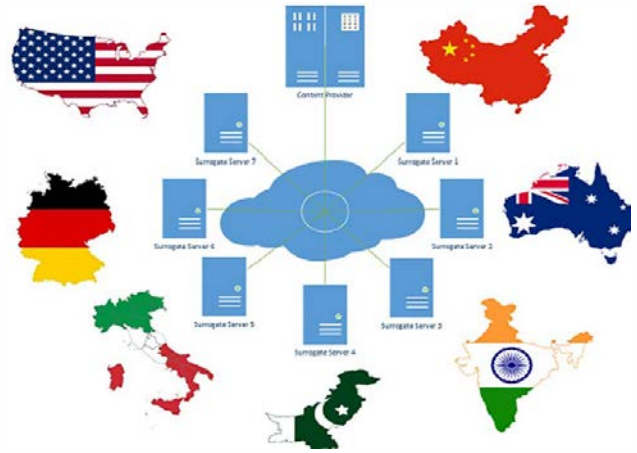 Content Provider
Surrogate Server 7
Surrogate Server 1
Surrogate Server 6
Surrogate Server 2
Surrogate Server 5
Surrogate Server 3
Surrogate Server 4